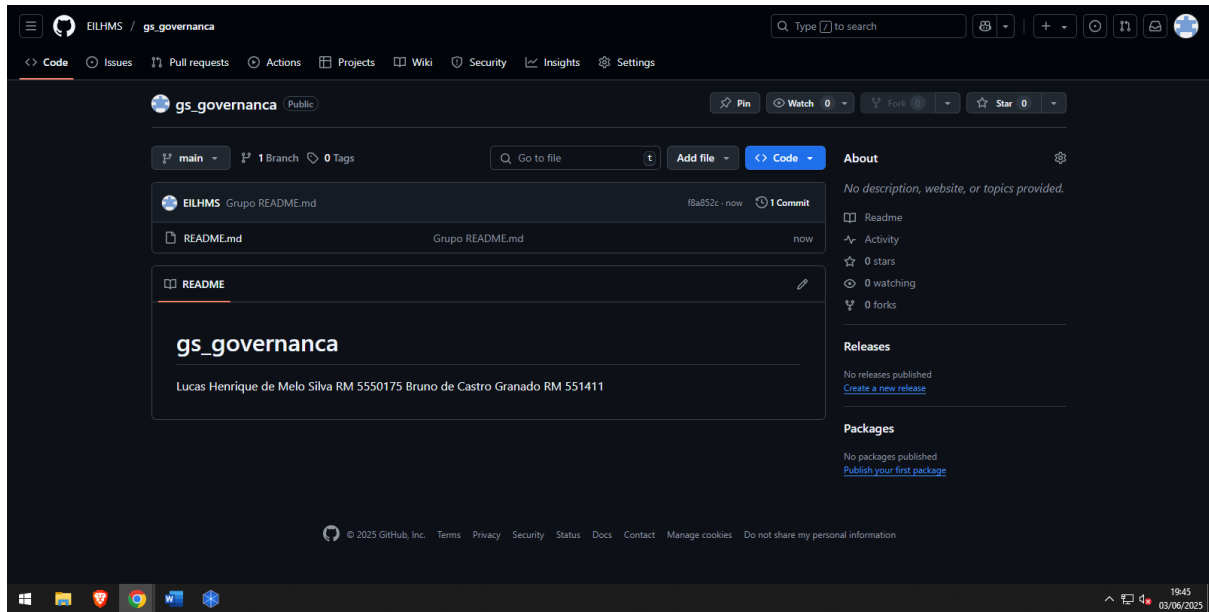 EILHMS / gs_governanca
Type / to search
Code Issues Pull requests Actions Projects Wiki Security Insights Settings
gs_governanca Public
Pin Watch 0 Fork 0 Star 0
main 1 Branch 0 Tags Go to file t Add file Code
EILHMS Grupo README.md f8a852c · now 1 Commit
README.md Grupo README.md now
README
gs_governanca
Lucas Henrique de Melo Silva RM 5550175 Bruno de Castro Granado RM 551411
About
No description, website, or topics provided.
Readme
Activity
0 stars
0 watching
0 forks
Releases
No releases published
Create a new release
Packages
No packages published
Publish your first package
© 2025 GitHub, Inc. Terms Privacy Security Status Docs Contact Manage cookies Do not share my personal information
19:45
03/06/2025